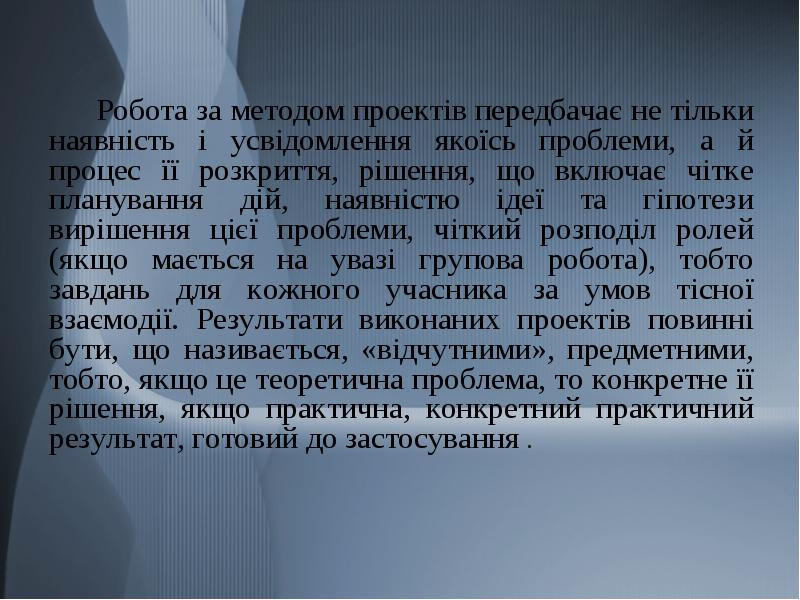 Робота за методом проектів передбачає не тільки
наявність і усвідомлення якоїсь проблеми, а й
процес її розкриття, рішення, що включає чітке
планування дій, наявністю ідеї та гіпотези
вирішення цієї проблеми, чіткий розподіл ролей
(якщо мається на увазі групова робота), тобто
завдань для кожного учасника за умов тісної
взаємодії. Результати виконаних проектів повинні
бути, що називається, «відчутними», предметними,
тобто, якщо це теоретична проблема, то конкретне її
рішення, якщо практична, конкретний практичний
результат, готовий до застосування .